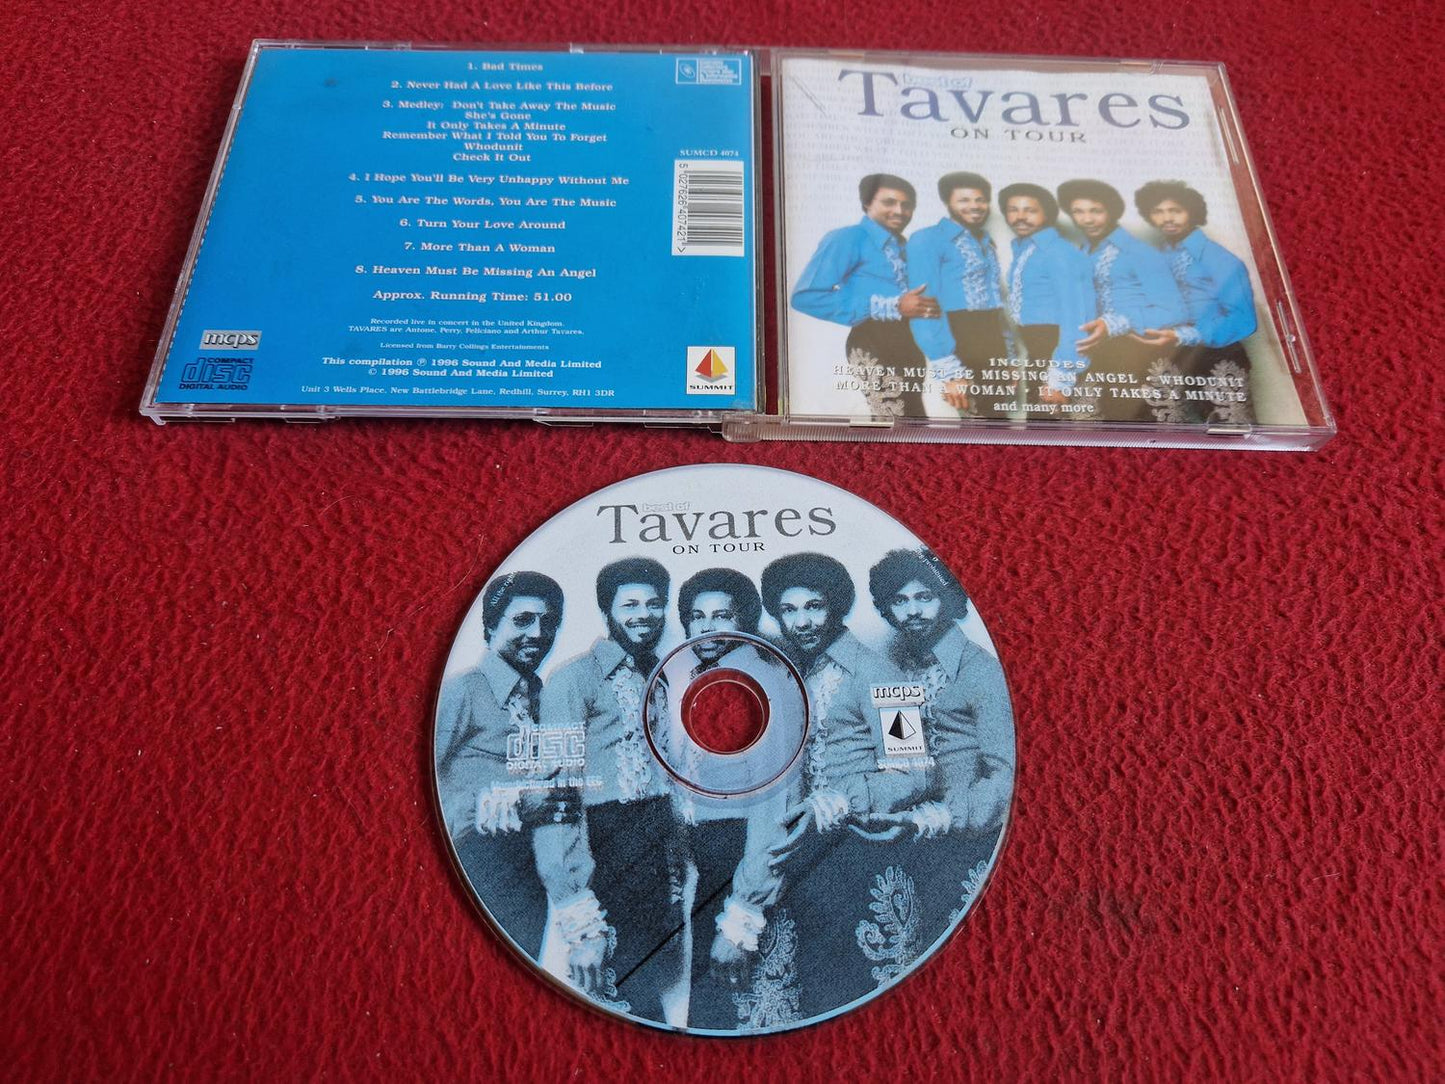 1. Bad Times
2. Never Had A Love Like This Before
3. Medley: Don't Take Away The Music
She's Gone
It Only Takes A Minute
Remember What I Told You To Forget
Whodunit
Check It Out
4. I Hope You'll Be Very Unhappy Without Me
5. You Are The Words, You Are The Music
6. Turn Your Love Around
7. More Than A Woman
8. Heaven Must Be Missing An Angel
Approx. Running Time: 51.00
Recorded live in concert in the United Kingdom.
TAVARES are Antone, Perry, Feliciano and Arthur Tavares.
Licensed from Barry Collings Entertainments
This compilation ℗ 1996 Sound And Media Limited
© 1996 Sound And Media Limited
Unit 3 Wells Place, New Battlebridge Lane, Redhill, Surrey, RH1 3DR
mcps
COMPACT
disc
DIGITAL AUDIO
SUMCD 4074
5 027626 407421 >
SUMMIT
best of
Tavares
ON TOUR
INCLUDES
HEAVEN MUST BE MISSING AN ANGEL • WHODUNIT
MORE THAN A WOMAN • IT ONLY TAKES A MINUTE
and many more
best of
Tavares
ON TOUR
All the
prohibited
mcps
SUMMIT
SUMCD 4074
COMPACT
disc
DIGITAL AUDIO
Manufactured in the EEC